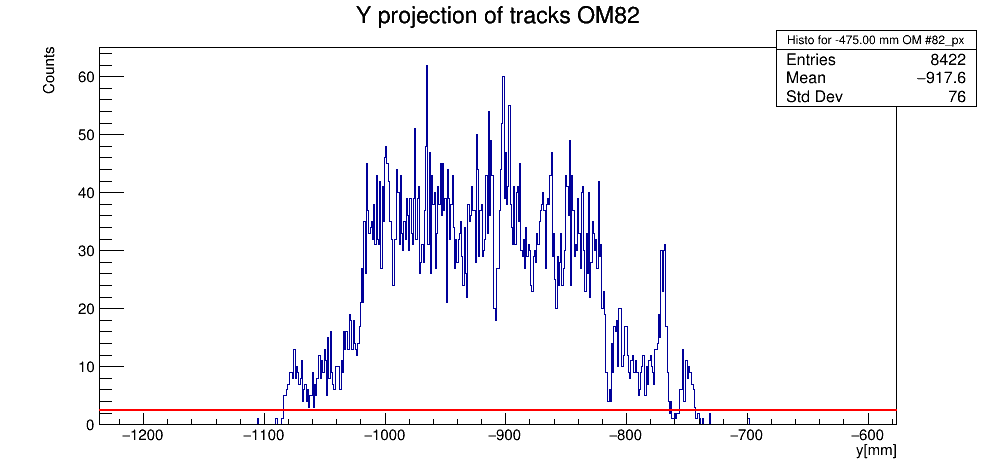 Y projection of tracks OM82
Histo for -475.00 mm OM #82_px
Entries 8422
Mean −917.6
Std Dev 76
Counts
60
50
40
30
20
10
0
−1200 −1100 −1000 −900 −800 −700 −600
y[mm]